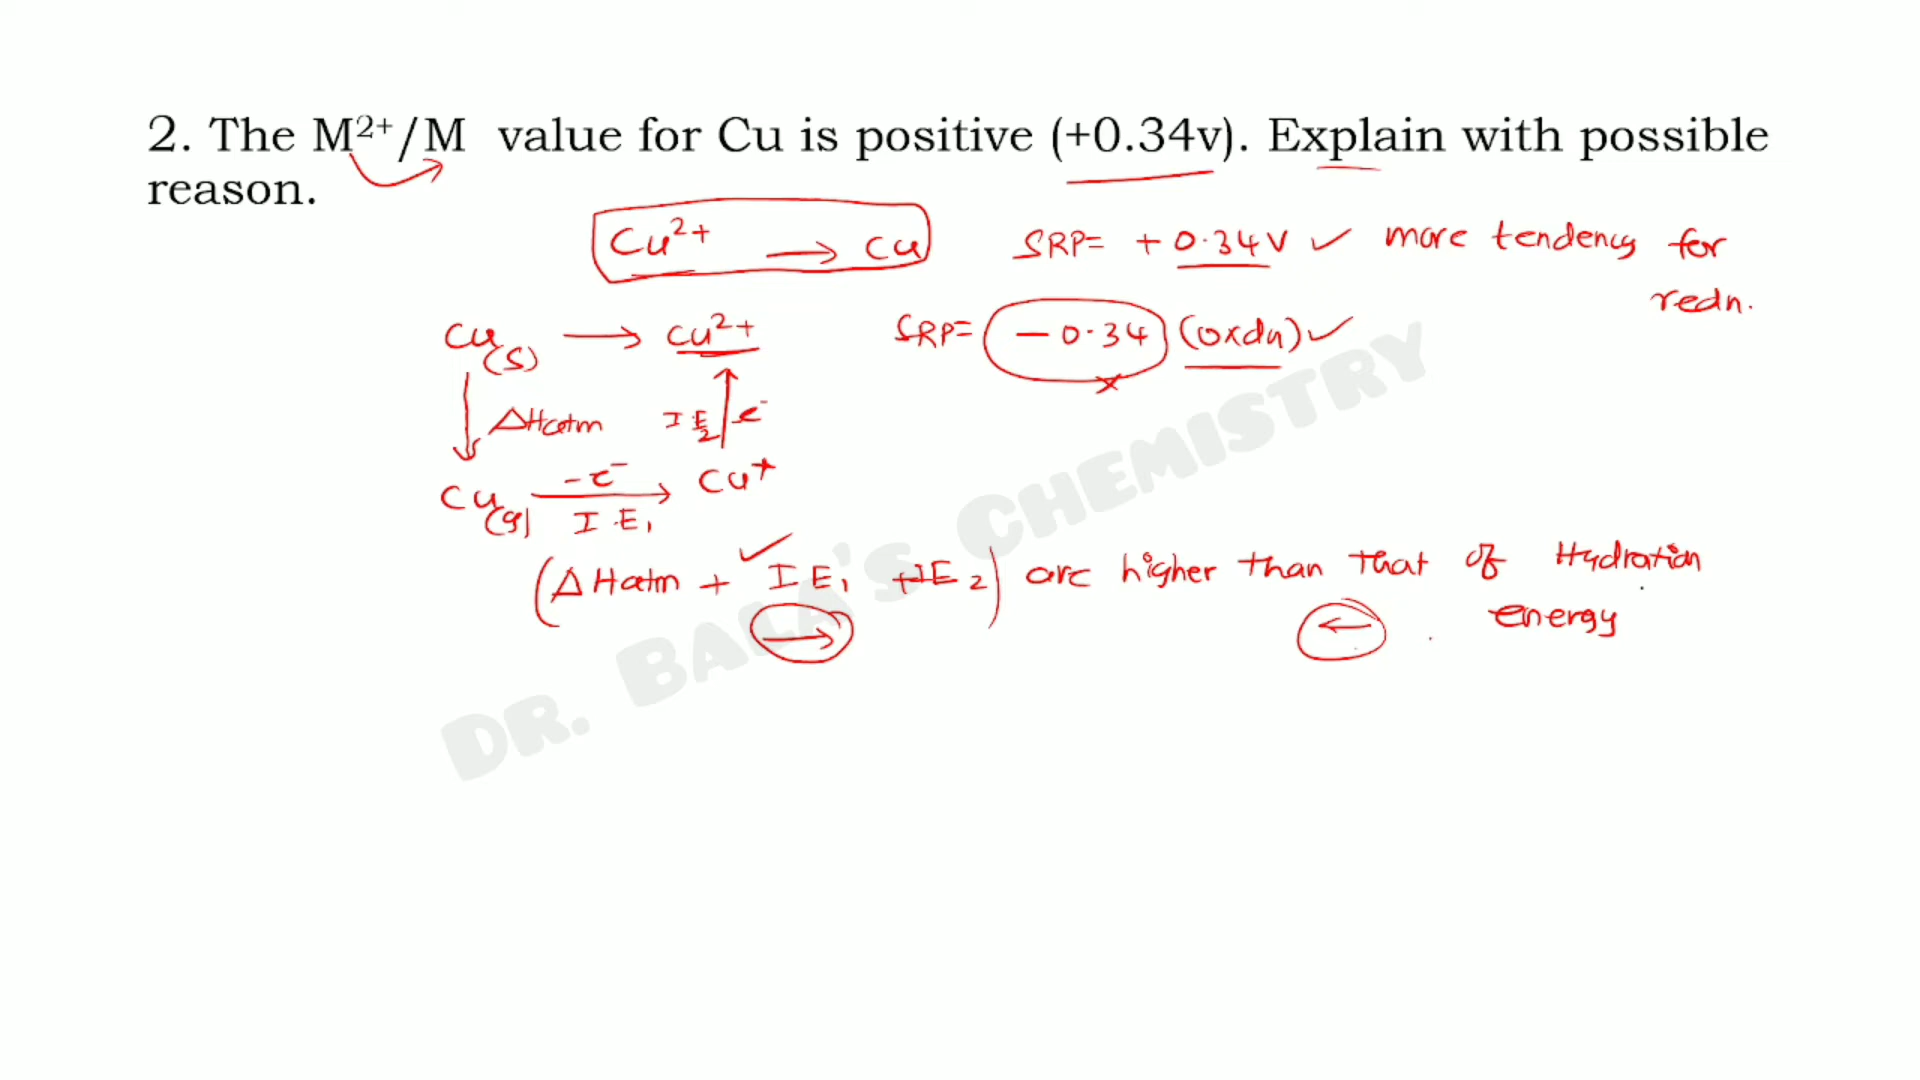 2. The M²⁺/M value for Cu is positive (+0.34v). Explain with possible
reason.
Cu²⁺ → Cu SRP= + 0.34V ✓ more tendency for
redn.
Cu(s) → Cu²⁺ SRP= −0.34 (oxdn) ✓
ΔHatm I.E₂ e⁻
Cu(g) −e⁻ → Cu⁺
I.E₁
(ΔHatm + I E₁ + IE₂) are higher than that of Hydration
→ ← energy
DR. BALA'S CHEMISTRY